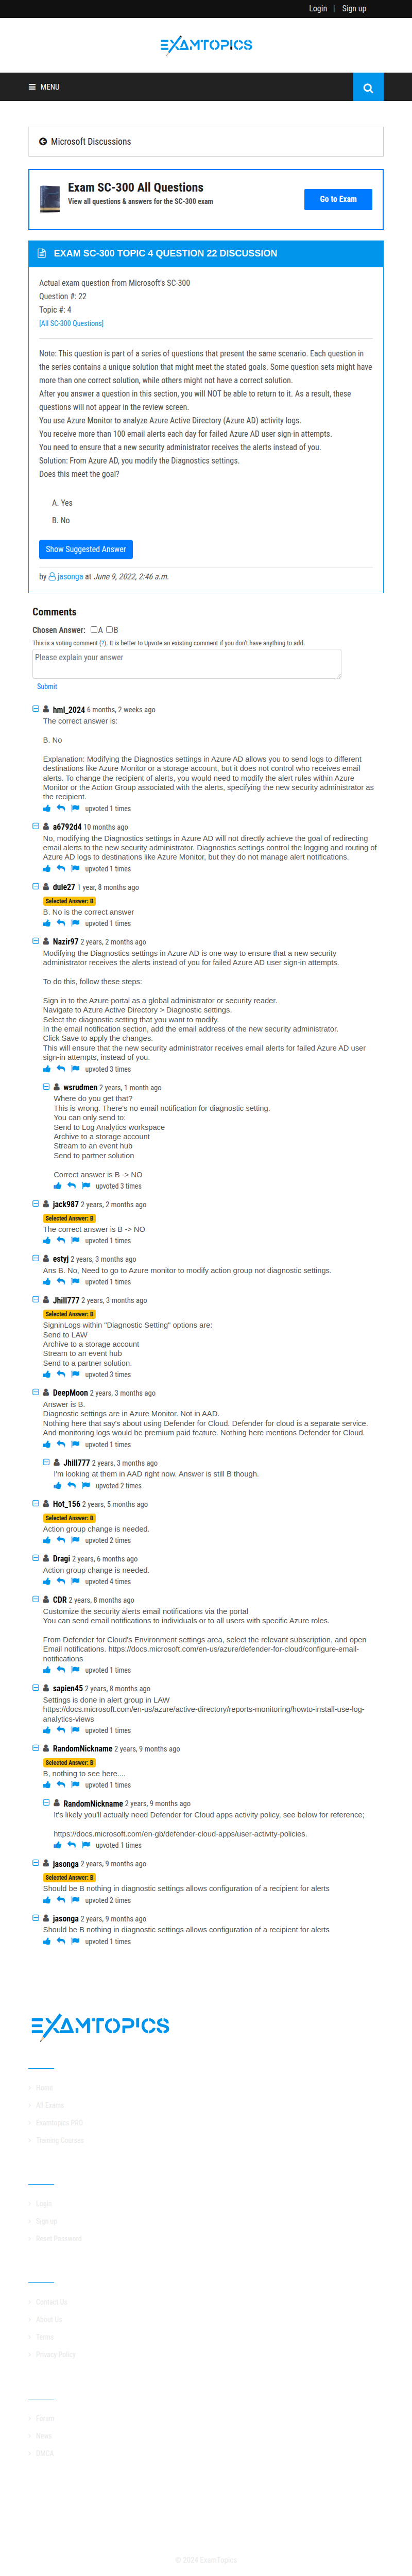 Login | Sign up
EXAMTOPICS
MENU
Microsoft Discussions
Exam SC-300 All Questions
View all questions & answers for the SC-300 exam
Go to Exam
EXAM SC-300 TOPIC 4 QUESTION 22 DISCUSSION
Actual exam question from Microsoft's SC-300
Question #: 22
Topic #: 4
[All SC-300 Questions]
Note: This question is part of a series of questions that present the same scenario. Each question in
the series contains a unique solution that might meet the stated goals. Some question sets might have
more than one correct solution, while others might not have a correct solution.
After you answer a question in this section, you will NOT be able to return to it. As a result, these
questions will not appear in the review screen.
You use Azure Monitor to analyze Azure Active Directory (Azure AD) activity logs.
You receive more than 100 email alerts each day for failed Azure AD user sign-in attempts.
You need to ensure that a new security administrator receives the alerts instead of you.
Solution: From Azure AD, you modify the Diagnostics settings.
Does this meet the goal?
A. Yes
B. No
Show Suggested Answer
by jasonga at June 9, 2022, 2:46 a.m.
Comments
Chosen Answer: A B
This is a voting comment (?). It is better to Upvote an existing comment if you don't have anything to add.
Please explain your answer
Submit
hml_2024 6 months, 2 weeks ago
The correct answer is:
B. No
Explanation: Modifying the Diagnostics settings in Azure AD allows you to send logs to different
destinations like Azure Monitor or a storage account, but it does not control who receives email
alerts. To change the recipient of alerts, you would need to modify the alert rules within Azure
Monitor or the Action Group associated with the alerts, specifying the new security administrator as
the recipient.
upvoted 1 times
a6792d4 10 months ago
No, modifying the Diagnostics settings in Azure AD will not directly achieve the goal of redirecting
email alerts to the new security administrator. Diagnostics settings control the logging and routing of
Azure AD logs to destinations like Azure Monitor, but they do not manage alert notifications.
upvoted 1 times
dule27 1 year, 8 months ago
Selected Answer: B
B. No is the correct answer
upvoted 1 times
Nazir97 2 years, 2 months ago
Modifying the Diagnostics settings in Azure AD is one way to ensure that a new security
administrator receives the alerts instead of you for failed Azure AD user sign-in attempts.
To do this, follow these steps:
Sign in to the Azure portal as a global administrator or security reader.
Navigate to Azure Active Directory > Diagnostic settings.
Select the diagnostic setting that you want to modify.
In the email notification section, add the email address of the new security administrator.
Click Save to apply the changes.
This will ensure that the new security administrator receives email alerts for failed Azure AD user
sign-in attempts, instead of you.
upvoted 3 times
wsrudmen 2 years, 1 month ago
Where do you get that?
This is wrong. There's no email notification for diagnostic setting.
You can only send to:
Send to Log Analytics workspace
Archive to a storage account
Stream to an event hub
Send to partner solution
Correct answer is B -> NO
upvoted 3 times
jack987 2 years, 2 months ago
Selected Answer: B
The correct answer is B -> NO
upvoted 1 times
estyj 2 years, 3 months ago
Ans B. No, Need to go to Azure monitor to modify action group not diagnostic settings.
upvoted 1 times
Jhill777 2 years, 3 months ago
Selected Answer: B
SigninLogs within "Diagnostic Setting" options are:
Send to LAW
Archive to a storage account
Stream to an event hub
Send to a partner solution.
upvoted 3 times
DeepMoon 2 years, 3 months ago
Answer is B.
Diagnostic settings are in Azure Monitor. Not in AAD.
Nothing here that say's about using Defender for Cloud. Defender for cloud is a separate service.
And monitoring logs would be premium paid feature. Nothing here mentions Defender for Cloud.
upvoted 1 times
Jhill777 2 years, 3 months ago
I'm looking at them in AAD right now. Answer is still B though.
upvoted 2 times
Hot_156 2 years, 5 months ago
Selected Answer: B
Action group change is needed.
upvoted 2 times
Dragi 2 years, 6 months ago
Action group change is needed.
upvoted 4 times
CDR 2 years, 8 months ago
Customize the security alerts email notifications via the portal
You can send email notifications to individuals or to all users with specific Azure roles.
From Defender for Cloud's Environment settings area, select the relevant subscription, and open
Email notifications. https://docs.microsoft.com/en-us/azure/defender-for-cloud/configure-email-
notifications
upvoted 1 times
sapien45 2 years, 8 months ago
Settings is done in alert group in LAW
https://docs.microsoft.com/en-us/azure/active-directory/reports-monitoring/howto-install-use-log-
analytics-views
upvoted 1 times
RandomNickname 2 years, 9 months ago
Selected Answer: B
B, nothing to see here....
upvoted 1 times
RandomNickname 2 years, 9 months ago
It's likely you'll actually need Defender for Cloud apps activity policy, see below for reference;
https://docs.microsoft.com/en-gb/defender-cloud-apps/user-activity-policies.
upvoted 1 times
jasonga 2 years, 9 months ago
Selected Answer: B
Should be B nothing in diagnostic settings allows configuration of a recipient for alerts
upvoted 2 times
jasonga 2 years, 9 months ago
Should be B nothing in diagnostic settings allows configuration of a recipient for alerts
upvoted 1 times
EXAMTOPICS
Home
All Exams
Examtopics PRO
Training Courses
Login
Sign up
Reset Password
Contact Us
About Us
Terms
Privacy Policy
Forum
News
DMCA
© 2024 ExamTopics